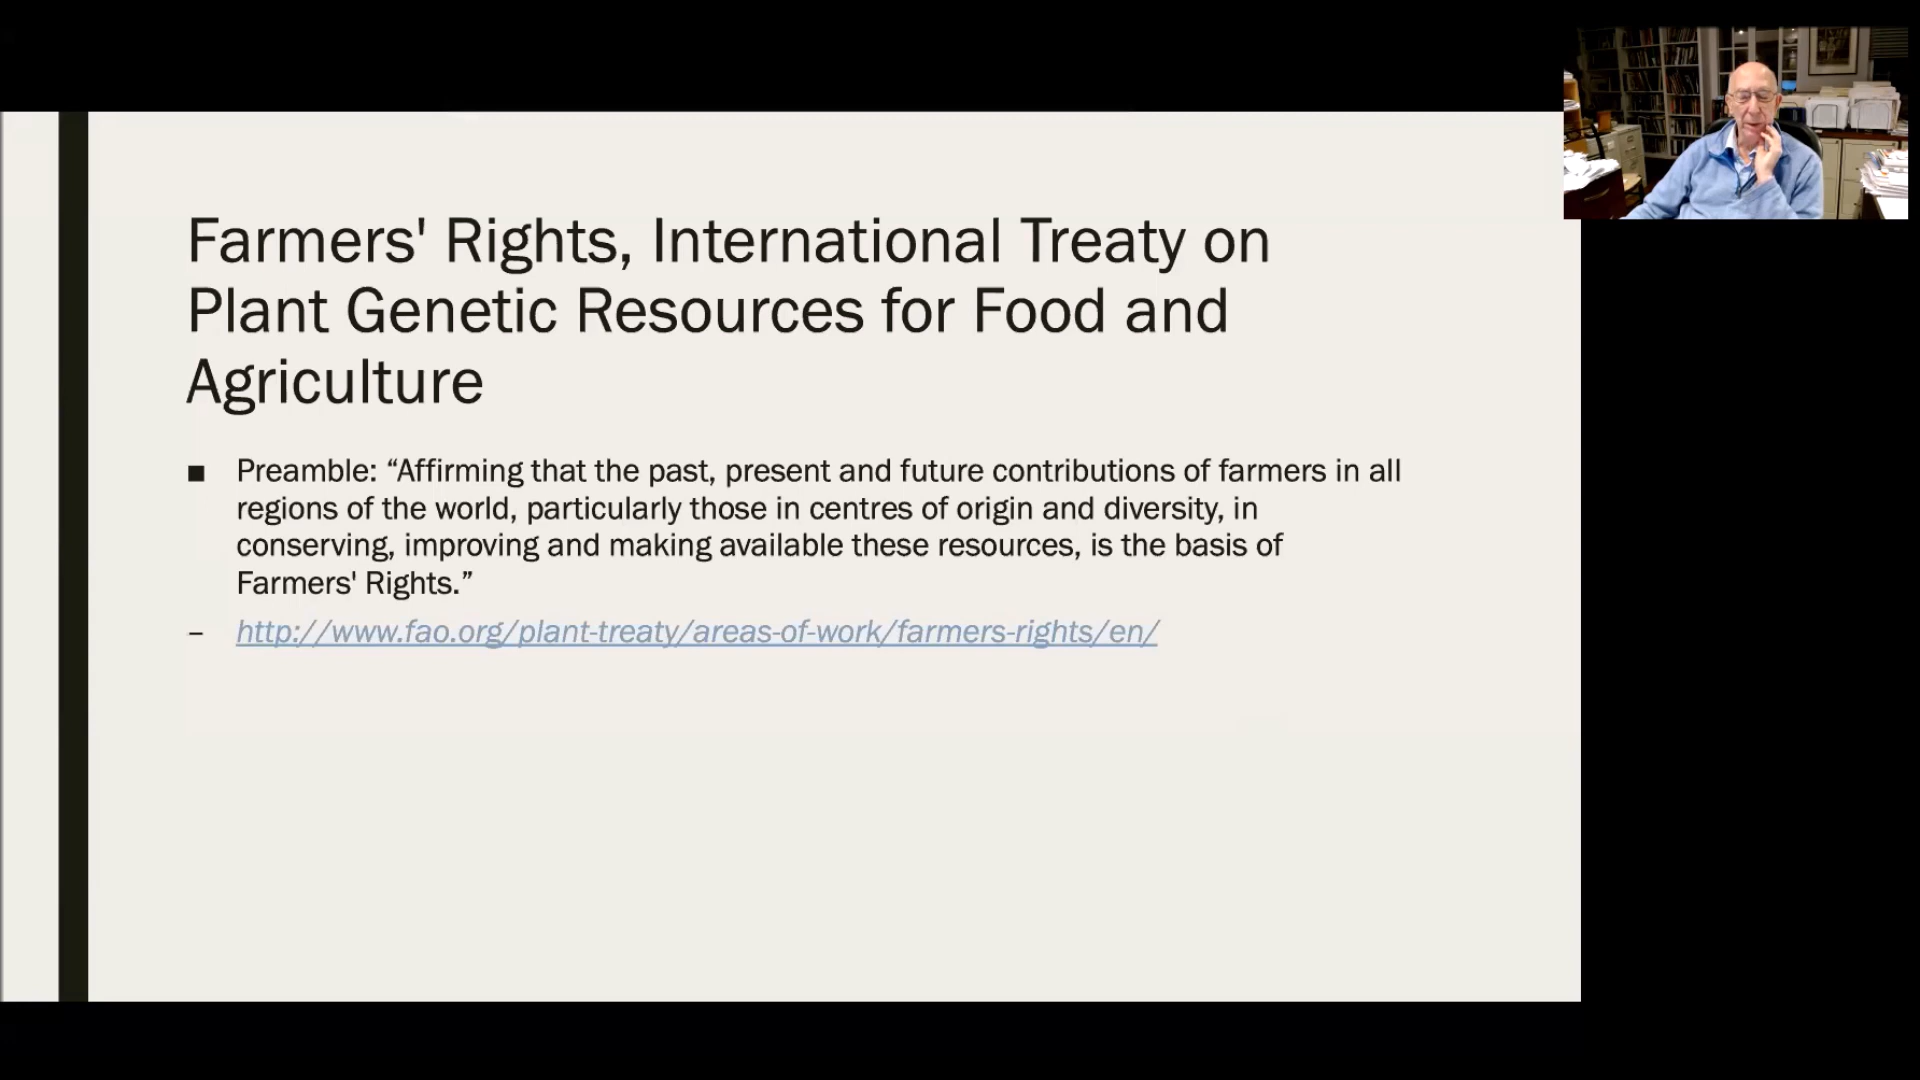 Farmers' Rights, International Treaty on
Plant Genetic Resources for Food and
Agriculture
■ Preamble: “Affirming that the past, present and future contributions of farmers in all
regions of the world, particularly those in centres of origin and diversity, in
conserving, improving and making available these resources, is the basis of
Farmers' Rights.”
– http://www.fao.org/plant-treaty/areas-of-work/farmers-rights/en/